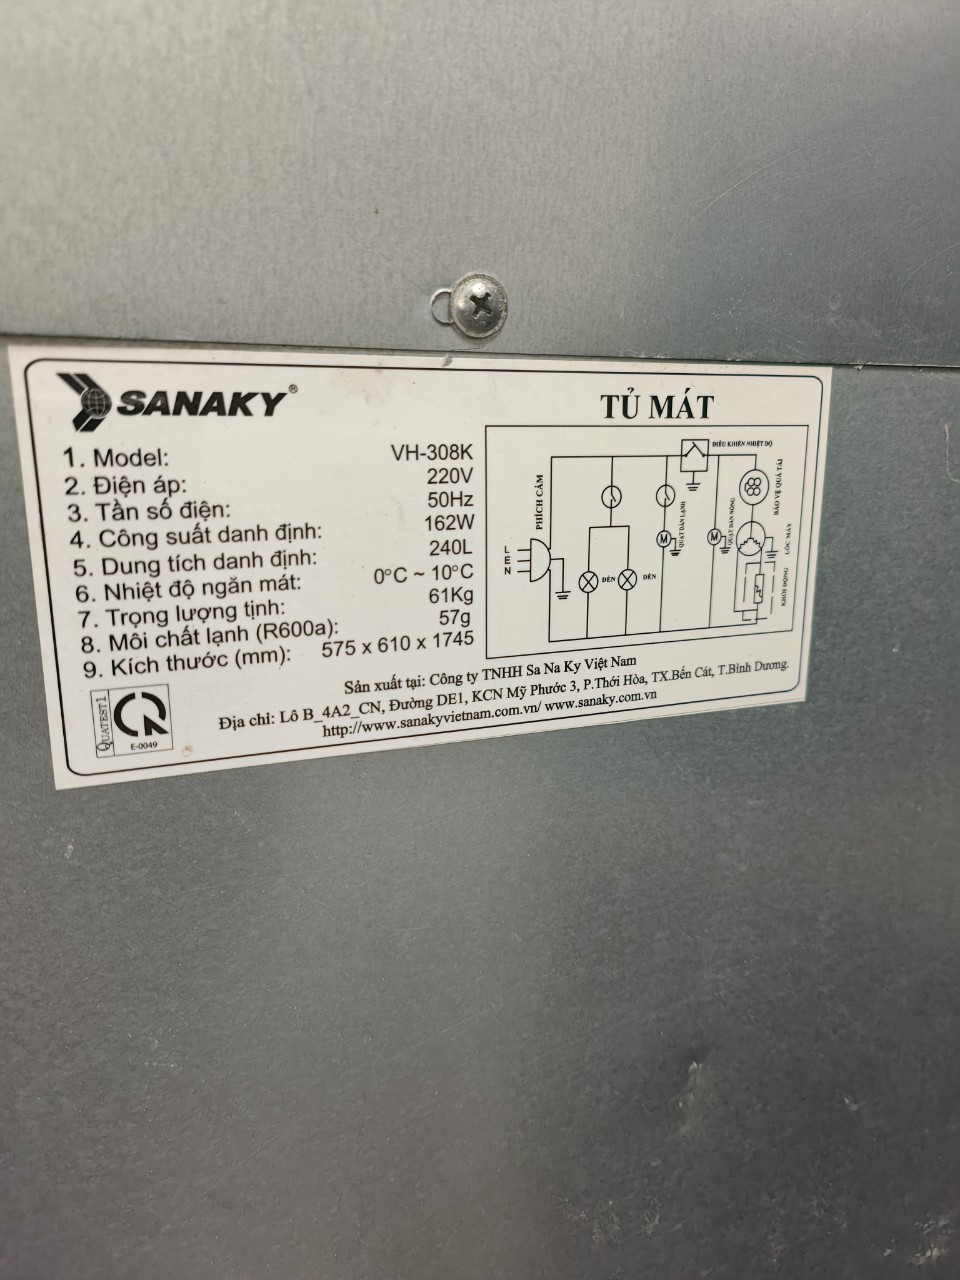 SANAKY®
TỦ MÁT
1. Model: VH-308K
2. Điện áp: 220V
3. Tần số điện: 50Hz
4. Công suất danh định: 162W
5. Dung tích danh định: 240L
6. Nhiệt độ ngăn mát: 0°C ~ 10°C
7. Trọng lượng tịnh: 61Kg
8. Môi chất lạnh (R600a): 57g
9. Kích thước (mm): 575 x 610 x 1745
ĐIỀU KHIỂN NHIỆT ĐỘ
PHÍCH CẮM
L
E
N
ĐÈN
ĐÈN
M
QUẠT DÀN LẠNH
M
QUẠT DÀN NÓNG
BẢO VỆ QUÁ TẢI
LỐC MÁY
KHỞI ĐỘNG
QUATEST 1
E-0049
Sản xuất tại: Công ty TNHH Sa Na Ky Việt Nam
Địa chỉ: Lô B_4A2_CN, Đường DE1, KCN Mỹ Phước 3, P.Thới Hòa, TX.Bến Cát, T.Bình Dương.
http://www.sanakyvietnam.com.vn/ www.sanaky.com.vn